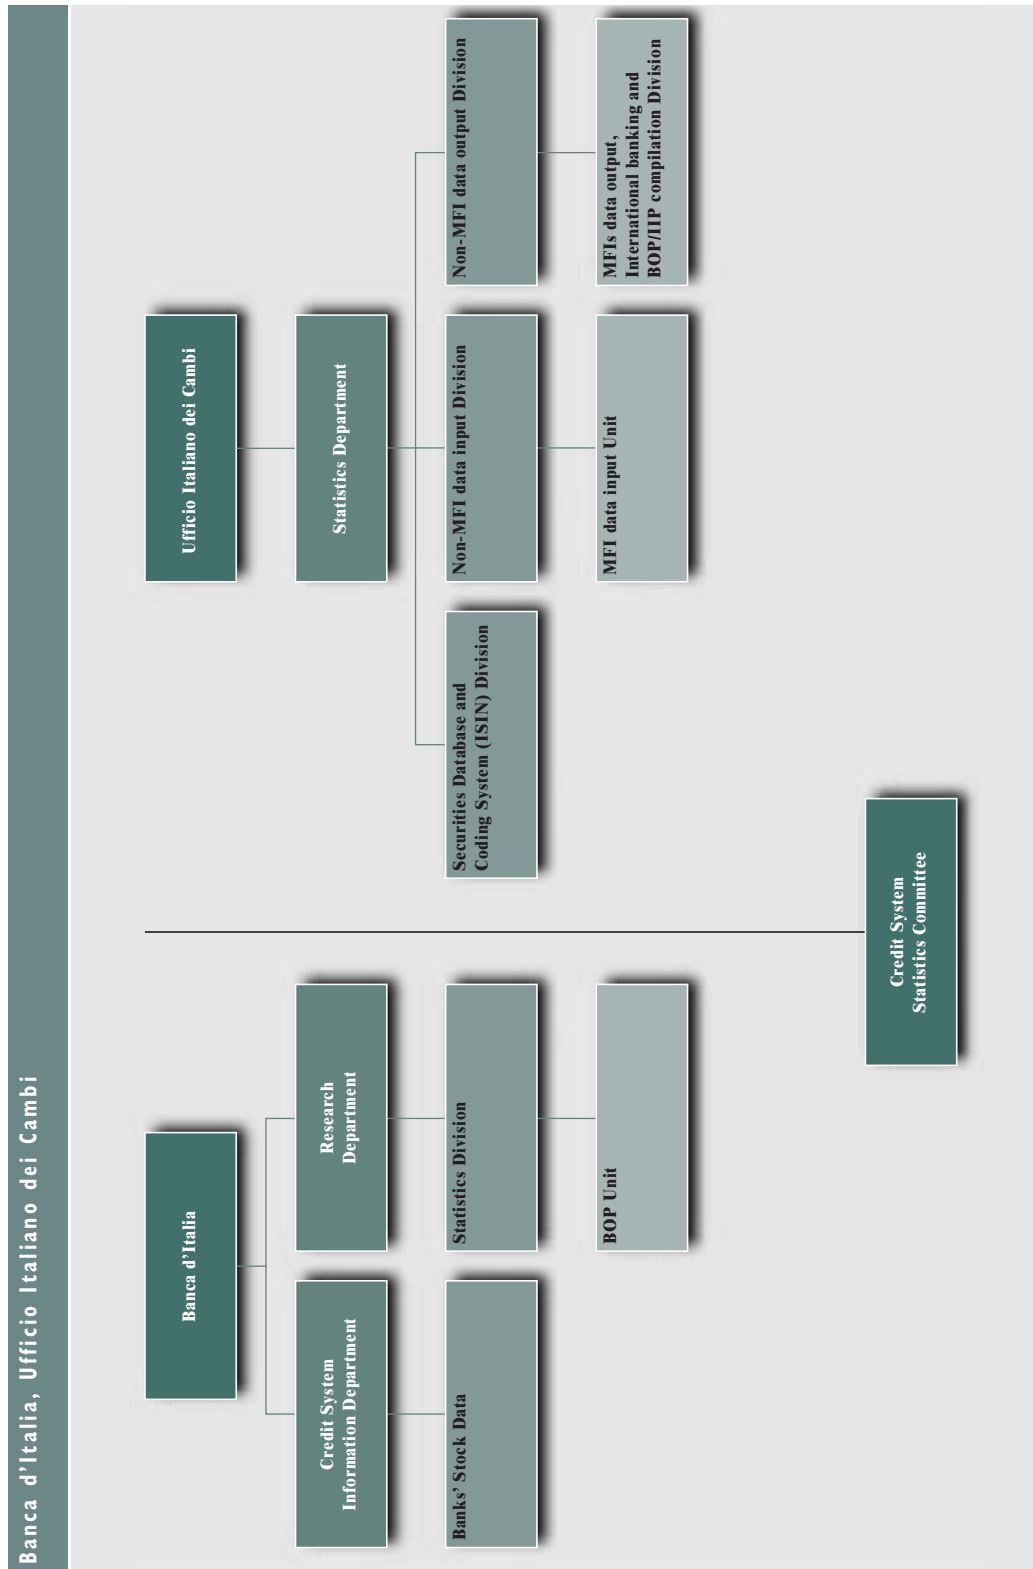 Banca d'Italia, Ufficio Italiano dei Cambi
Banca d'Italia
Credit System
Information Department
Research
Department
Banks' Stock Data
Statistics Division
BOP Unit
Ufficio Italiano dei Cambi
Statistics Department
Securities Database and
Coding System (ISIN) Division
Non-MFI data input Division
Non-MFI data output Division
MFI data input Unit
MFIs data output,
International banking and
BOP/IIP compilation Division
Credit System
Statistics Committee